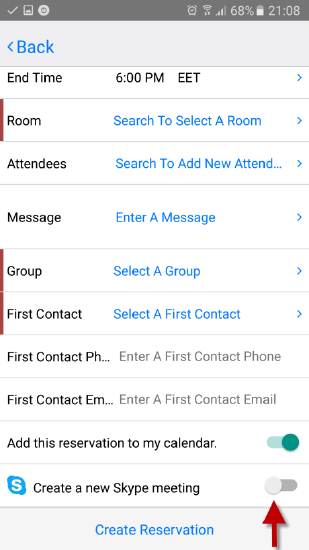 68% 21:08
Back
End Time 6:00 PM EET
Room Search To Select A Room
Attendees Search To Add New Attend...
Message Enter A Message
Group Select A Group
First Contact Select A First Contact
First Contact Ph... Enter A First Contact Phone
First Contact Em... Enter A First Contact Email
Add this reservation to my calendar.
Create a new Skype meeting
Create Reservation